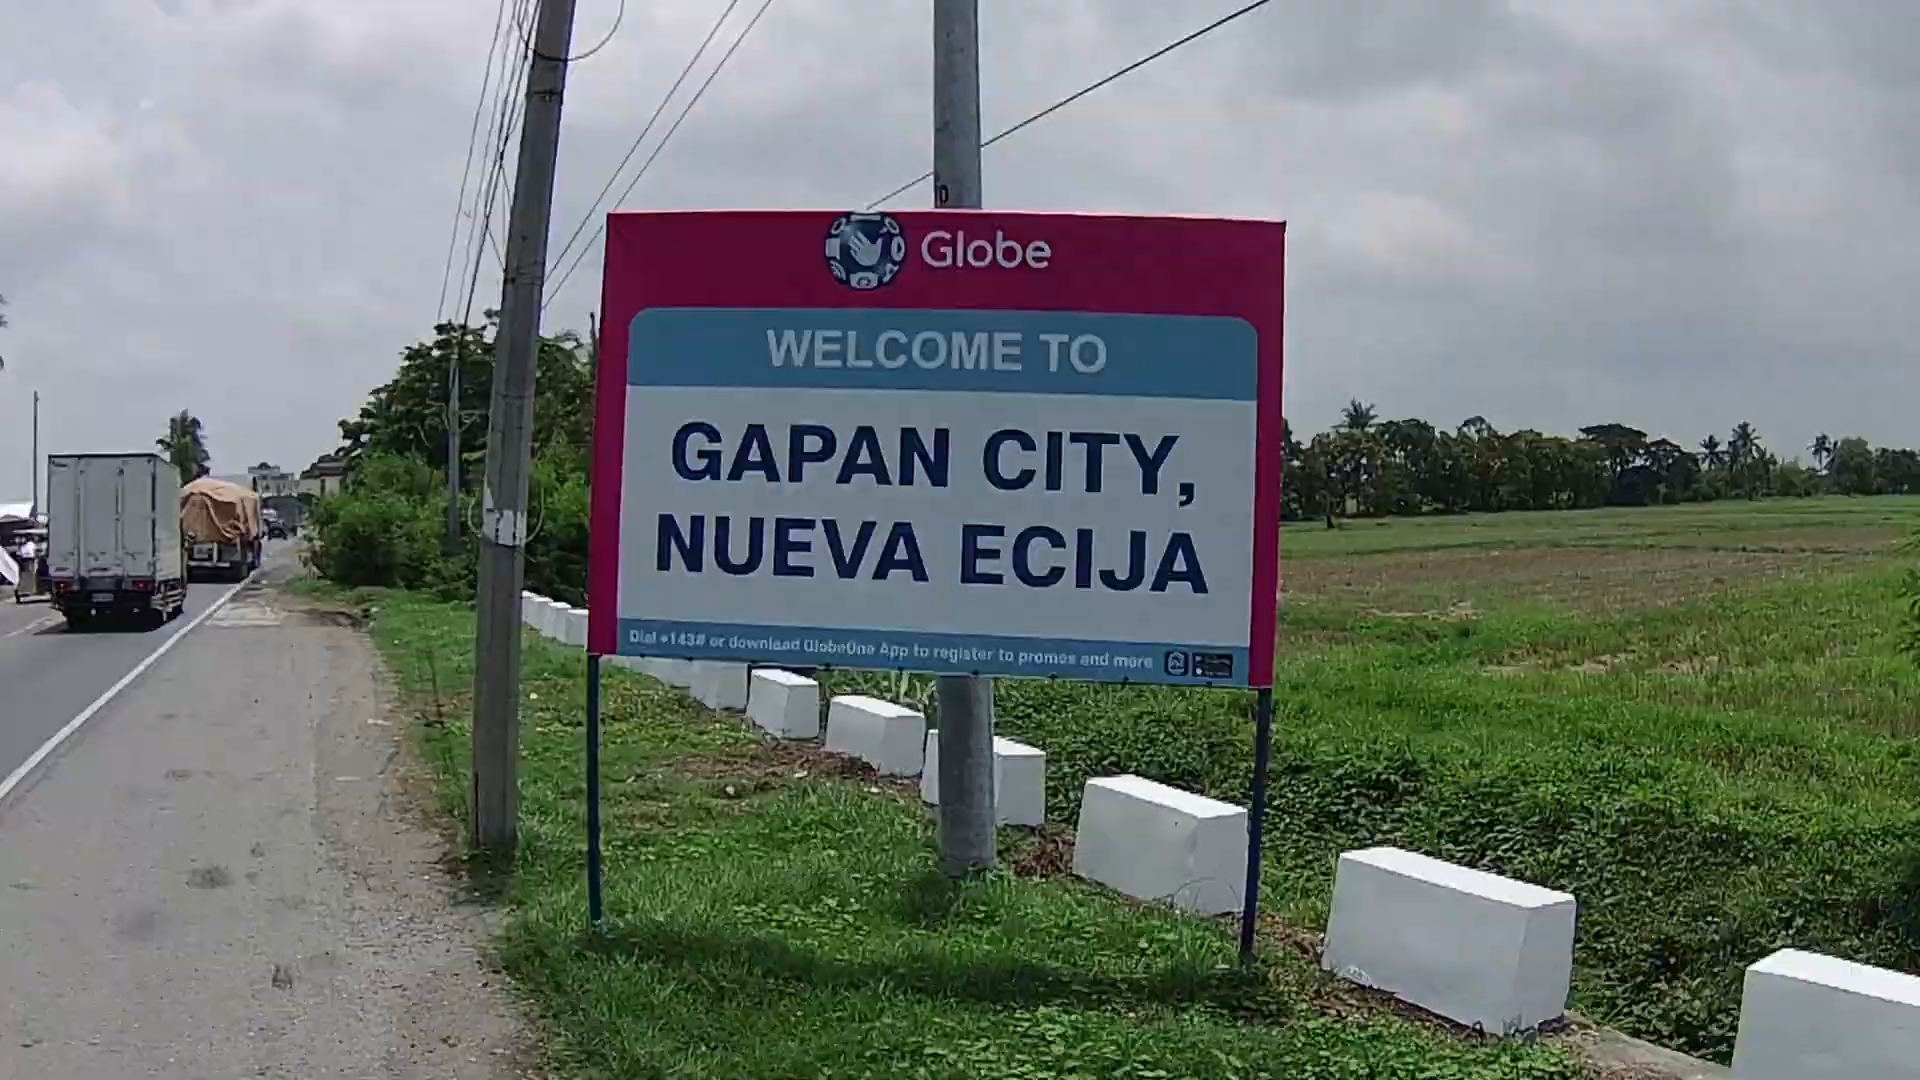 Globe
WELCOME TO
GAPAN CITY,
NUEVA ECIJA
Dial *143# or download GlobeOne App to register to promos and more